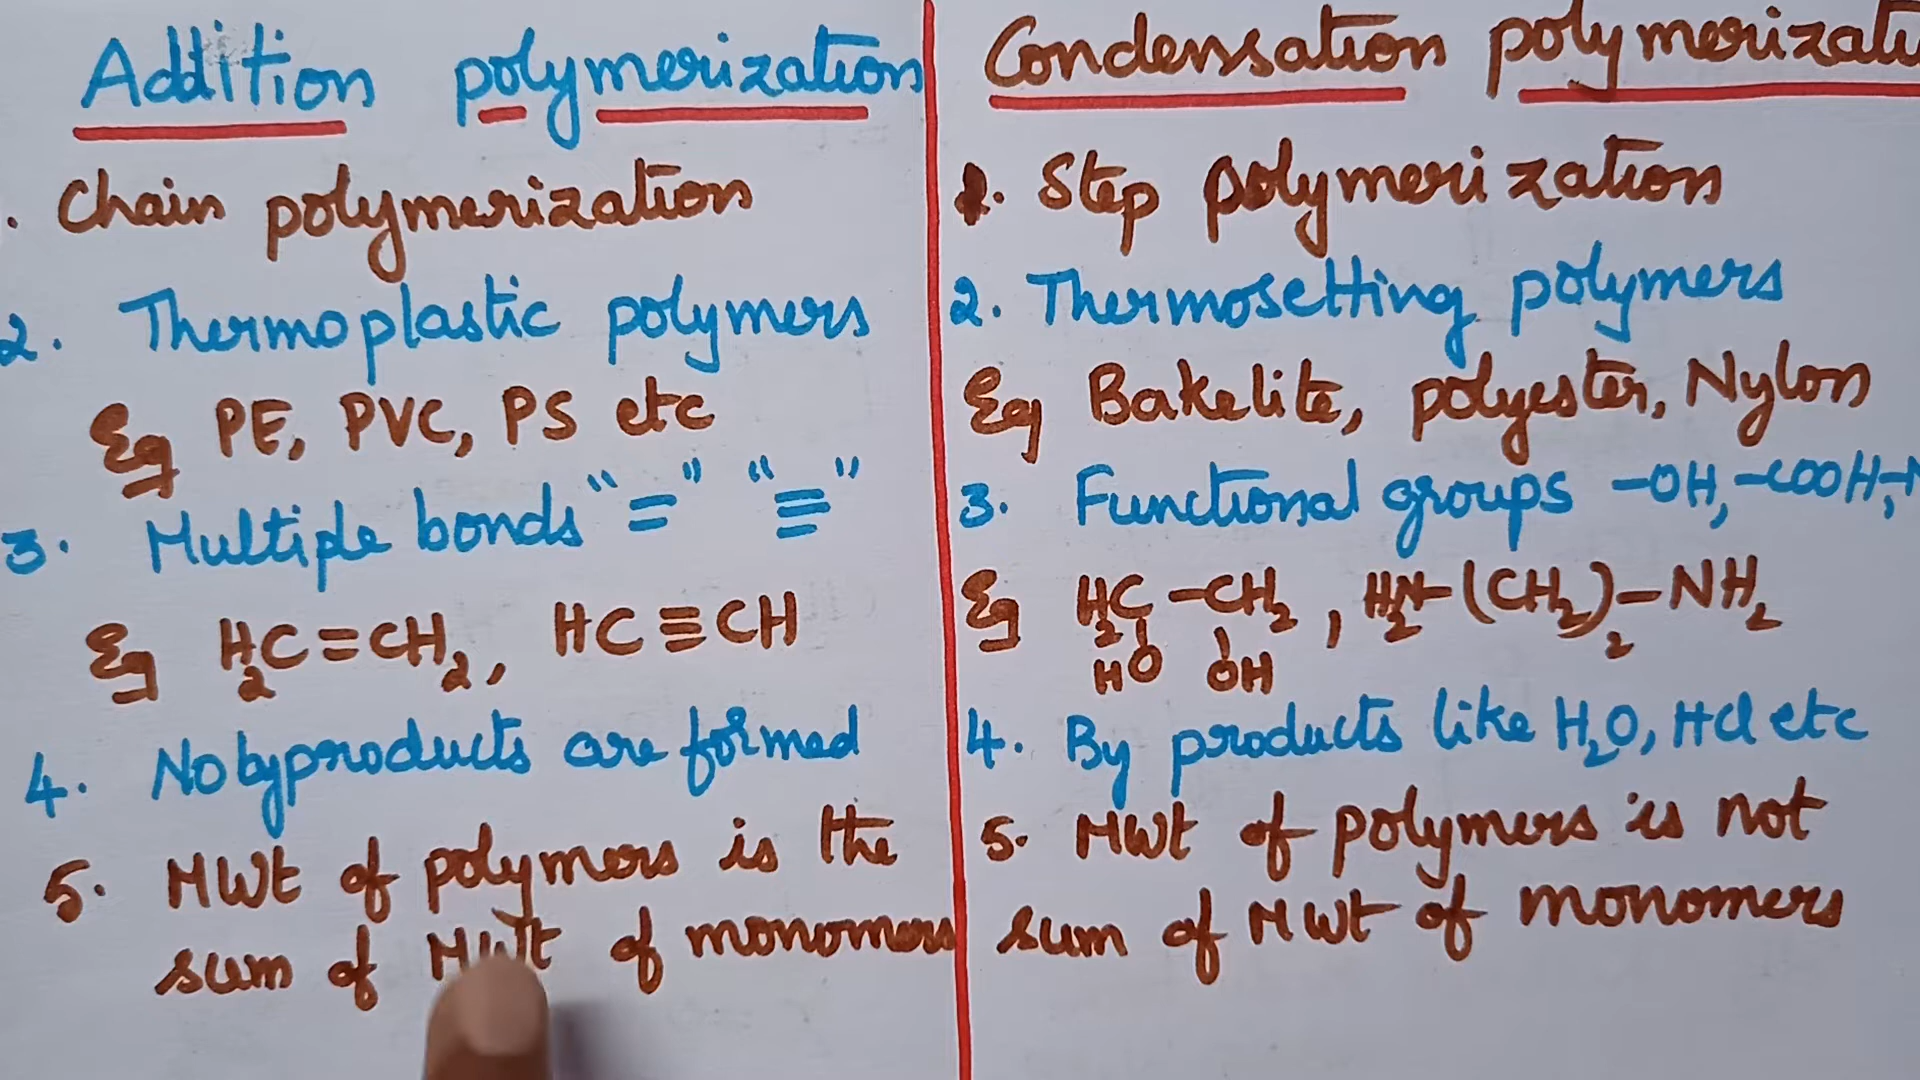 Addition polymerization
. Chain polymerization
2. Thermoplastic polymers
Eg PE, PVC, PS etc
3. Multiple bonds "=" "≡"
Eg H₂C=CH₂, HC≡CH
4. No byproducts are formed
5. MWt of polymers is the
sum of MWt of monomers
Condensation polymerizati
1. Step polymerization
2. Thermosetting polymers
Eg Bakelite, polyester, Nylon
3. Functional groups -OH, -COOH, -N
Eg H₂C-CH₂, H₂N-(CH₂)₂-NH₂
HO OH
4. By products like H₂O, HCl etc
5. MWt of polymers is not
sum of MWt of monomers